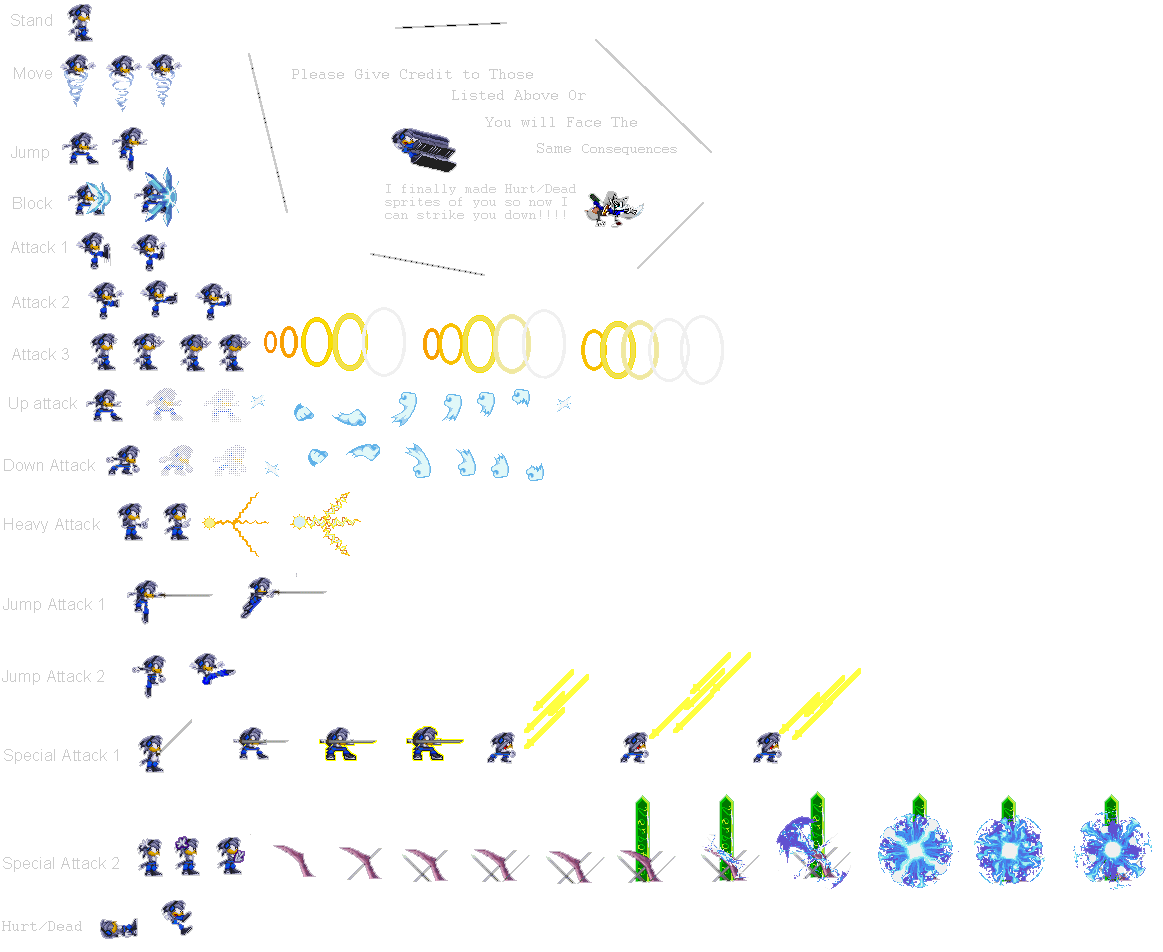 Stand
Move
Please Give Credit to Those
Listed Above Or
You will Face The
Same Consequences
Jump
Block
I finally made Hurt/Dead
sprites of you so now I
can strike you down!!!!
Attack 1
Attack 2
Attack 3
Up attack
Down Attack
Heavy Attack
Jump Attack 1
Jump Attack 2
Special Attack 1
Special Attack 2
Hurt/Dead